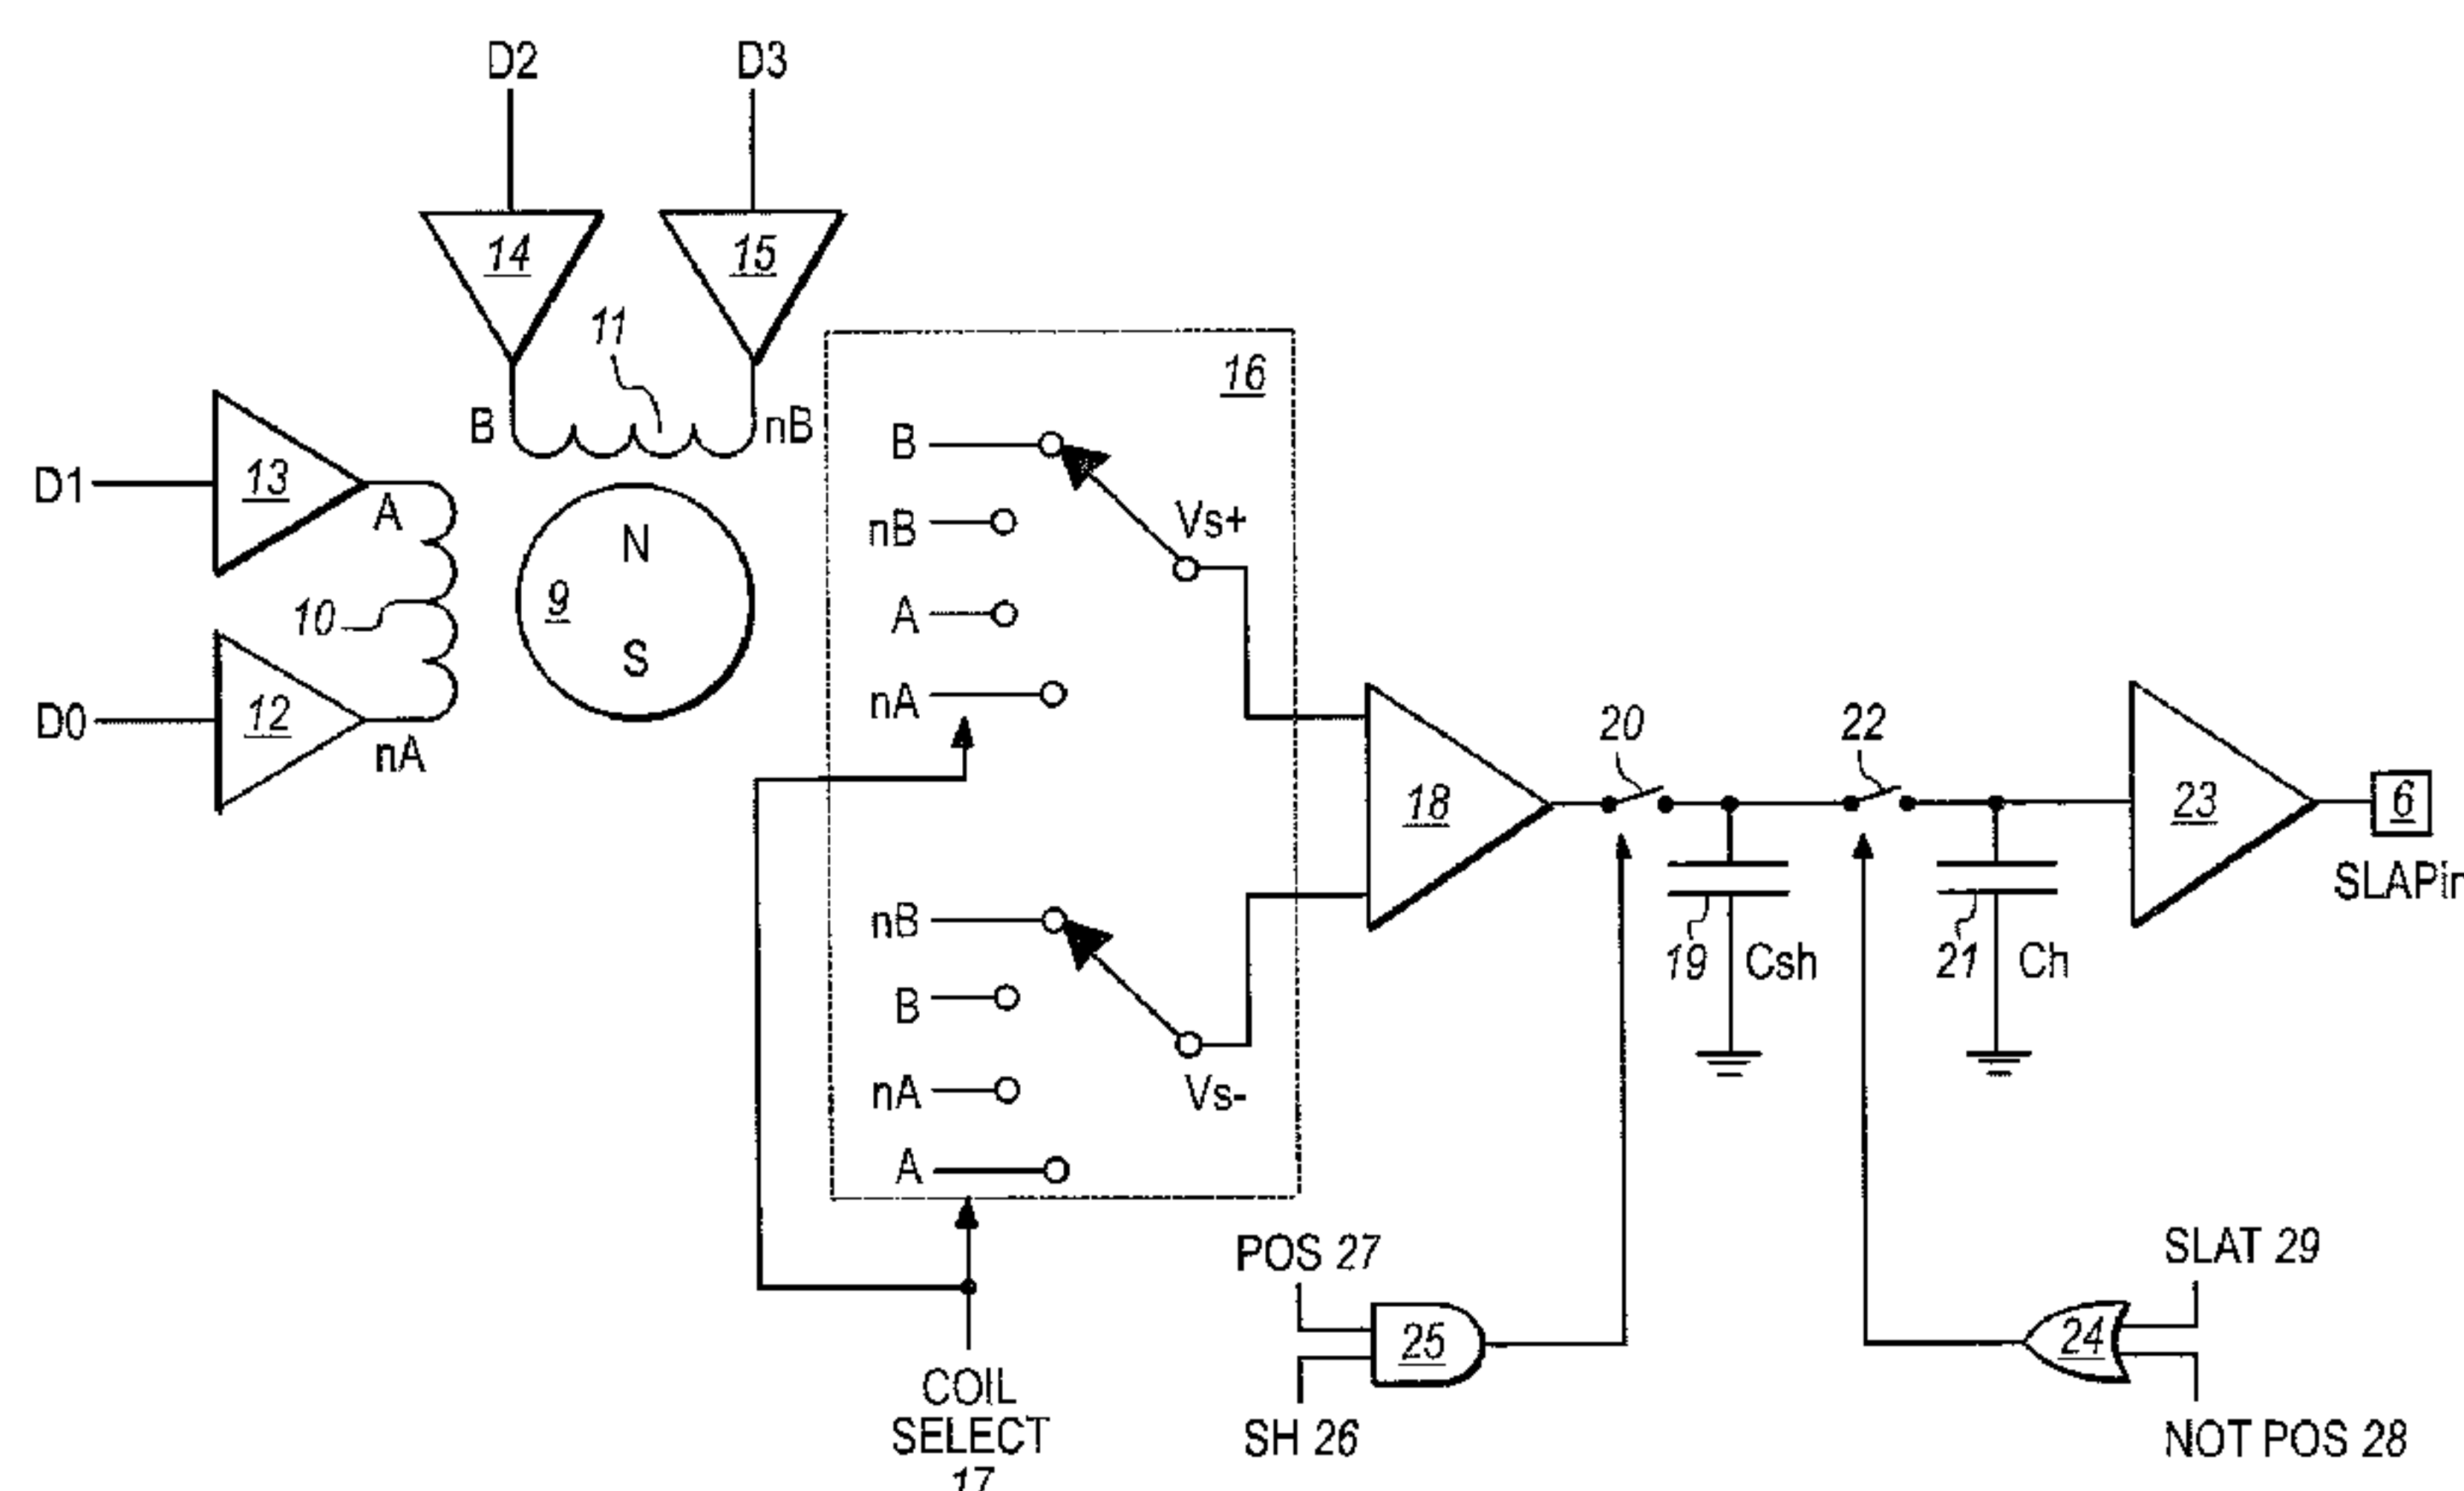 D2
D3
14
15
11
16
B
nB
B
13
D1
A
nB
Vs+
N
10
9
A
S
12
D0
nA
nA
20
22
18
23
6
SLAPin
nB
19
Csh
21
Ch
B
nA
Vs-
A
POS 27
SLAT 29
25
24
COIL
SELECT
17
SH 26
NOT POS 28